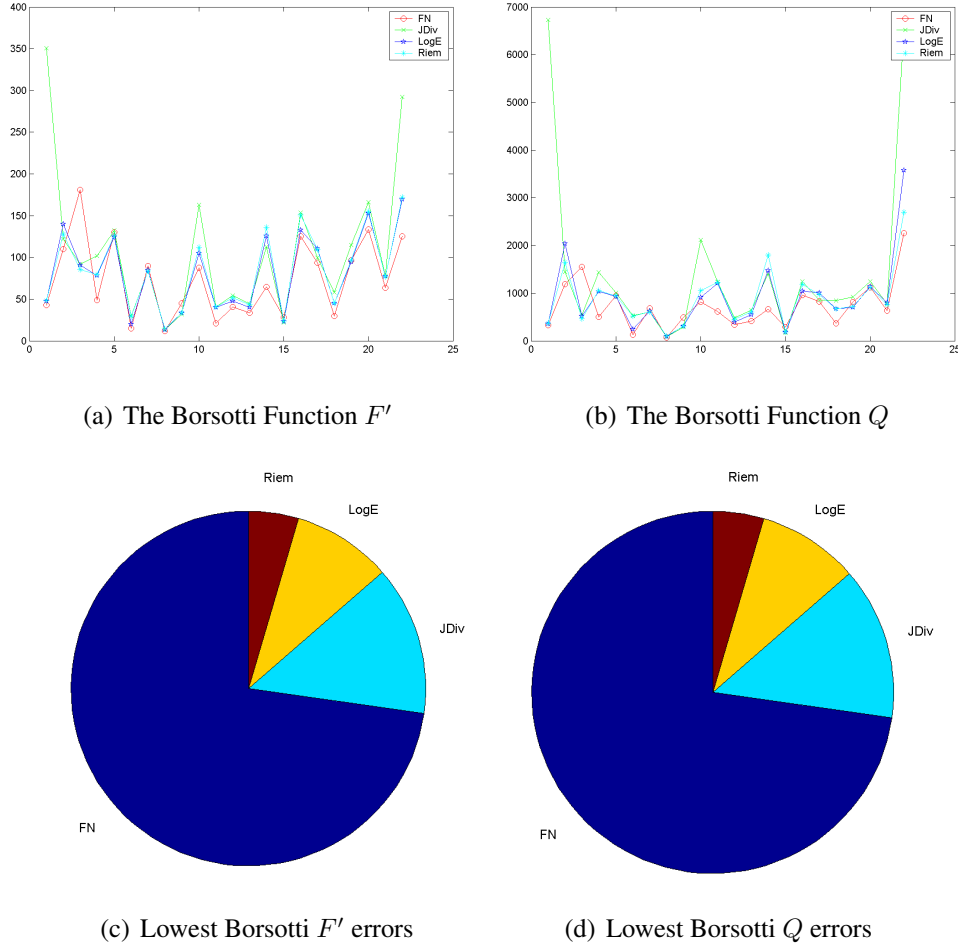 400
350
300
250
200
150
100
50
0
0 5 10 15 20 25
FN
JDiv
LogE
Riem
7000
6000
5000
4000
3000
2000
1000
0
0 5 10 15 20 25
FN
JDiv
LogE
Riem
(a) The Borsotti Function F′
(b) The Borsotti Function Q
Riem
LogE
JDiv
FN
Riem
LogE
JDiv
FN
(c) Lowest Borsotti F′ errors
(d) Lowest Borsotti Q errors